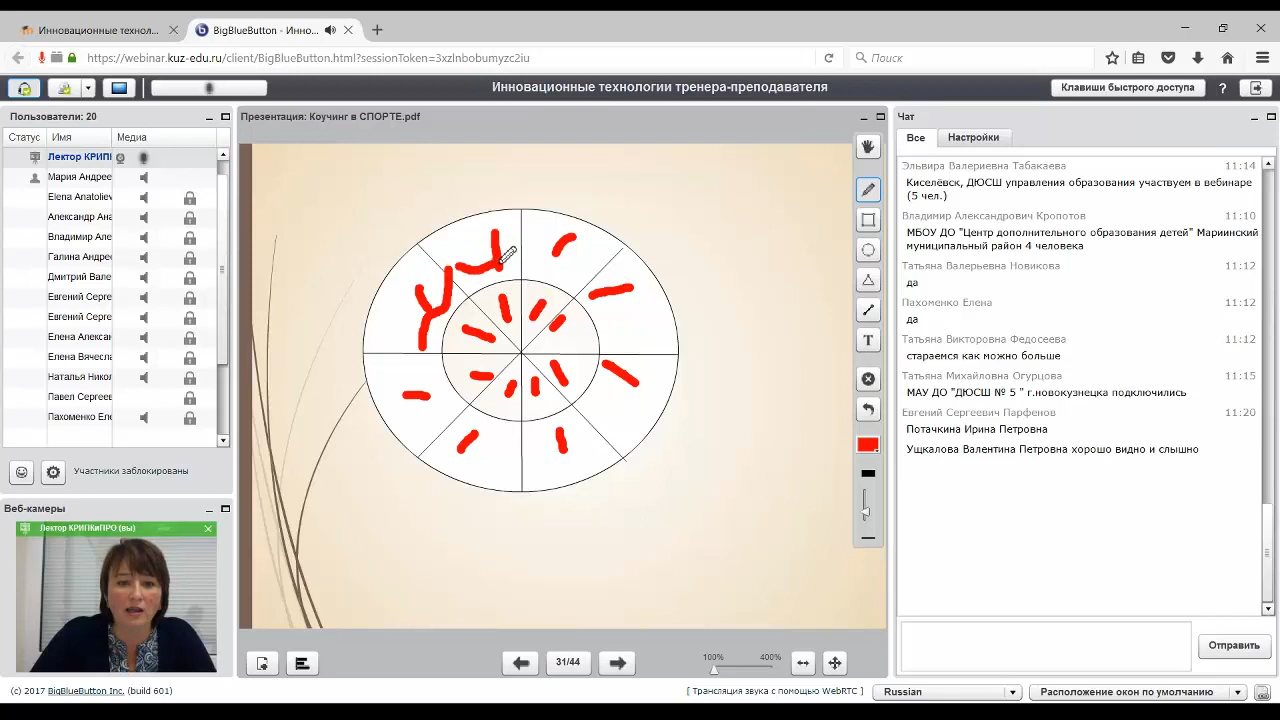 Инновационные технол...
BigBlueButton - Инно...
https://webinar.kuz-edu.ru/client/BigBlueButton.html?sessionToken=3xzlnbobumyzc2iu
Поиск
Инновационные технологии тренера-преподавателя
Клавиши быстрого доступа
?
Пользователи: 20
Статус Имя Медиа
Лектор КРИПК
Мария Андрее
Elena Anatoliev
Александр Ана
Владимир Але
Галина Андре
Дмитрий Вале
Евгений Серге
Евгений Серге
Елена Алексан
Елена Вячесла
Наталья Никол
Павел Сергеев
Пахоменко Еле
Участники заблокированы
Веб-камеры
Лектор КРИПКиПРО (вы)
Презентация: Коучинг в СПОРТЕ.pdf
T
31/44
100% 400%
Чат
Все Настройки
Эльвира Валериевна Табакаева 11:14
Киселёвск, ДЮСШ управления образования участвуем в вебинаре
(5 чел.)
Владимир Александрович Кропотов 11:10
МБОУ ДО "Центр дополнительного образования детей" Мариинский
муниципальный район 4 человека
Татьяна Валерьевна Новикова 11:12
да
Пахоменко Елена 11:12
да
Татьяна Викторовна Федосеева 11:12
стараемся как можно больше
Татьяна Михайловна Огурцова 11:15
МАУ ДО "ДЮСШ № 5 " г.новокузнецка подключились
Евгений Сергеевич Парфенов 11:20
Потачкина Ирина Петровна
Ущкалова Валентина Петровна хорошо видно и слышно
Отправить
(c) 2017 BigBlueButton Inc. (build 601)
[ Трансляция звука с помощью WebRTC ]
Russian
Расположение окон по умолчанию